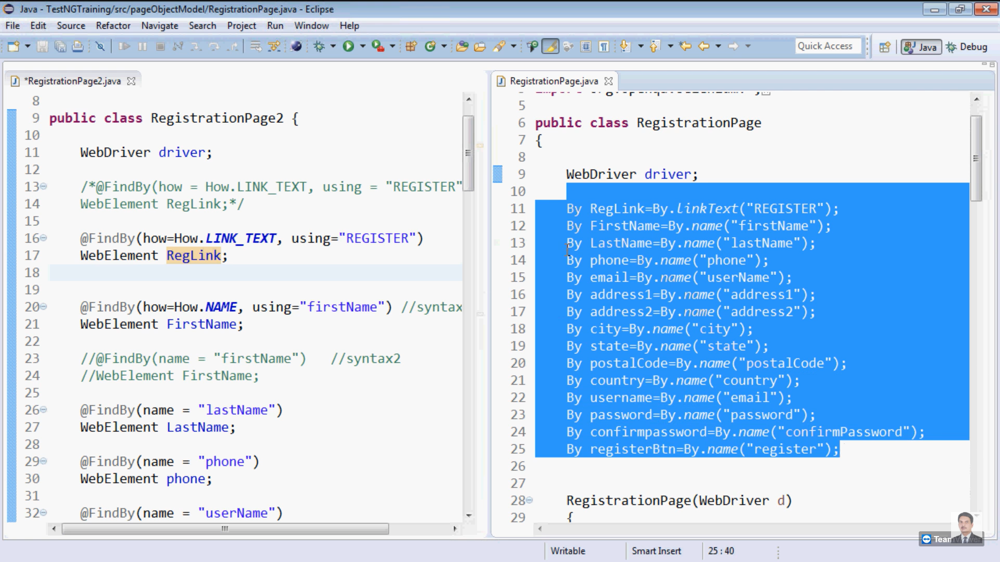 Java - TestNGTraining/src/pageObjectModel/RegistrationPage.java - Eclipse
File Edit Source Refactor Navigate Search Project Run Window Help
Quick Access
Java
Debug
*RegistrationPage2.java
8
9 public class RegistrationPage2 {
10
11 WebDriver driver;
12
13 /*@FindBy(how = How.LINK_TEXT, using = "REGISTER"
14 WebElement RegLink;*/
15
16 @FindBy(how=How.LINK_TEXT, using="REGISTER")
17 WebElement RegLink;
18
19
20 @FindBy(how=How.NAME, using="firstName") //syntax
21 WebElement FirstName;
22
23 //@FindBy(name = "firstName") //syntax2
24 //WebElement FirstName;
25
26 @FindBy(name = "lastName")
27 WebElement LastName;
28
29 @FindBy(name = "phone")
30 WebElement phone;
31
32 @FindBy(name = "userName")
RegistrationPage.java
5
6 public class RegistrationPage
7 {
8
9 WebDriver driver;
10
11 By RegLink=By.linkText("REGISTER");
12 By FirstName=By.name("firstName");
13 By LastName=By.name("lastName");
14 By phone=By.name("phone");
15 By email=By.name("userName");
16 By address1=By.name("address1");
17 By address2=By.name("address2");
18 By city=By.name("city");
19 By state=By.name("state");
20 By postalCode=By.name("postalCode");
21 By country=By.name("country");
22 By username=By.name("email");
23 By password=By.name("password");
24 By confirmpassword=By.name("confirmPassword");
25 By registerBtn=By.name("register");
26
27
28 RegistrationPage(WebDriver d)
29 {
Writable
Smart Insert
25 : 40